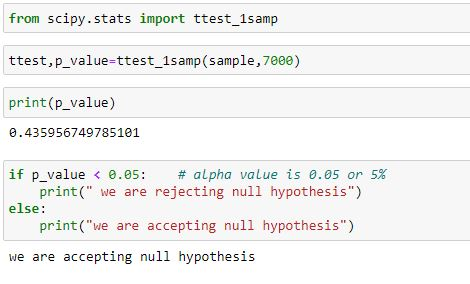 from scipy.stats import ttest_1samp
ttest,p_value=ttest_1samp(sample,7000)
print(p_value)
0.435956749785101
if p_value < 0.05:    # alpha value is 0.05 or 5%
    print(" we are rejecting null hypothesis")
else:
    print("we are accepting null hypothesis")
we are accepting null hypothesis